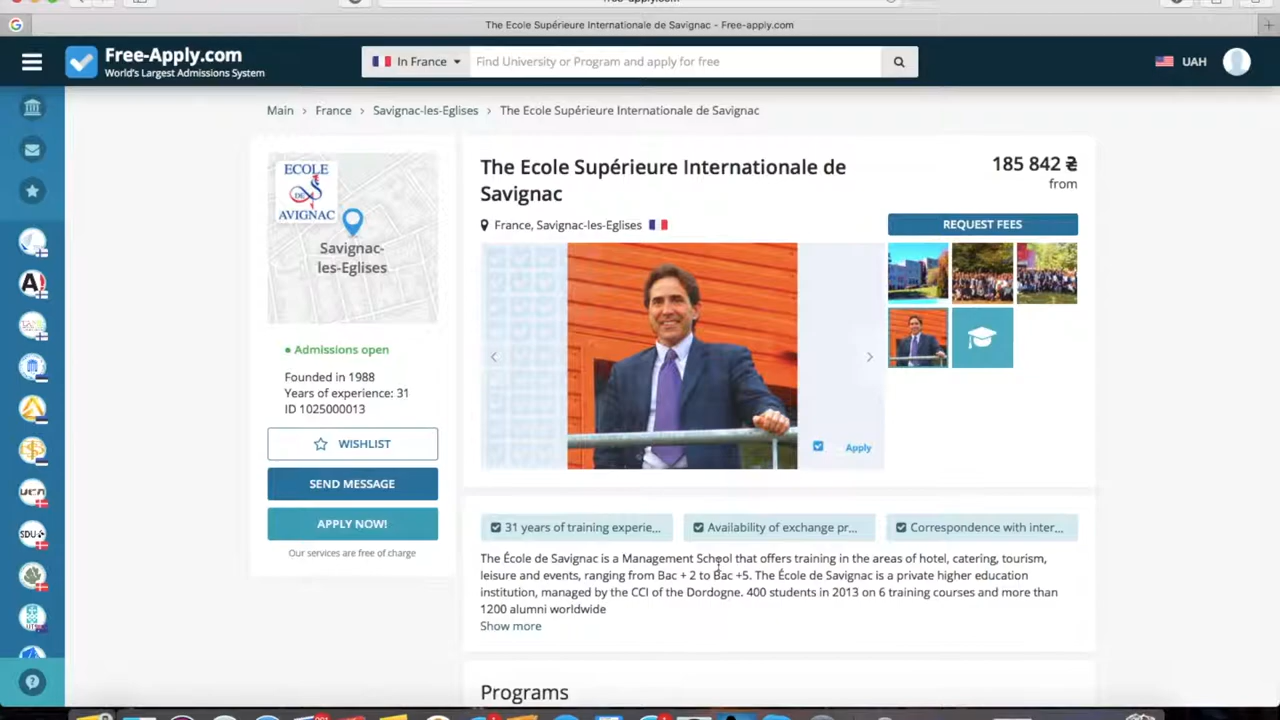 free-apply.com
The Ecole Supérieure Internationale de Savignac - Free-apply.com
Free-Apply.com
World's Largest Admissions System
In France
Find University or Program and apply for free
UAH
Main > France > Savignac-les-Eglises > The Ecole Supérieure Internationale de Savignac
ECOLE
DE
AVIGNAC
Savignac-
les-Eglises
Admissions open
Founded in 1988
Years of experience: 31
ID 1025000013
WISHLIST
SEND MESSAGE
APPLY NOW!
Our services are free of charge
The Ecole Supérieure Internationale de
Savignac
185 842 ₴
from
France, Savignac-les-Eglises
REQUEST FEES
Apply
31 years of training experie...
Availability of exchange pr...
Correspondence with inter...
The École de Savignac is a Management School that offers training in the areas of hotel, catering, tourism,
leisure and events, ranging from Bac + 2 to Bac +5. The École de Savignac is a private higher education
institution, managed by the CCI of the Dordogne. 400 students in 2013 on 6 training courses and more than
1200 alumni worldwide
Show more
Programs